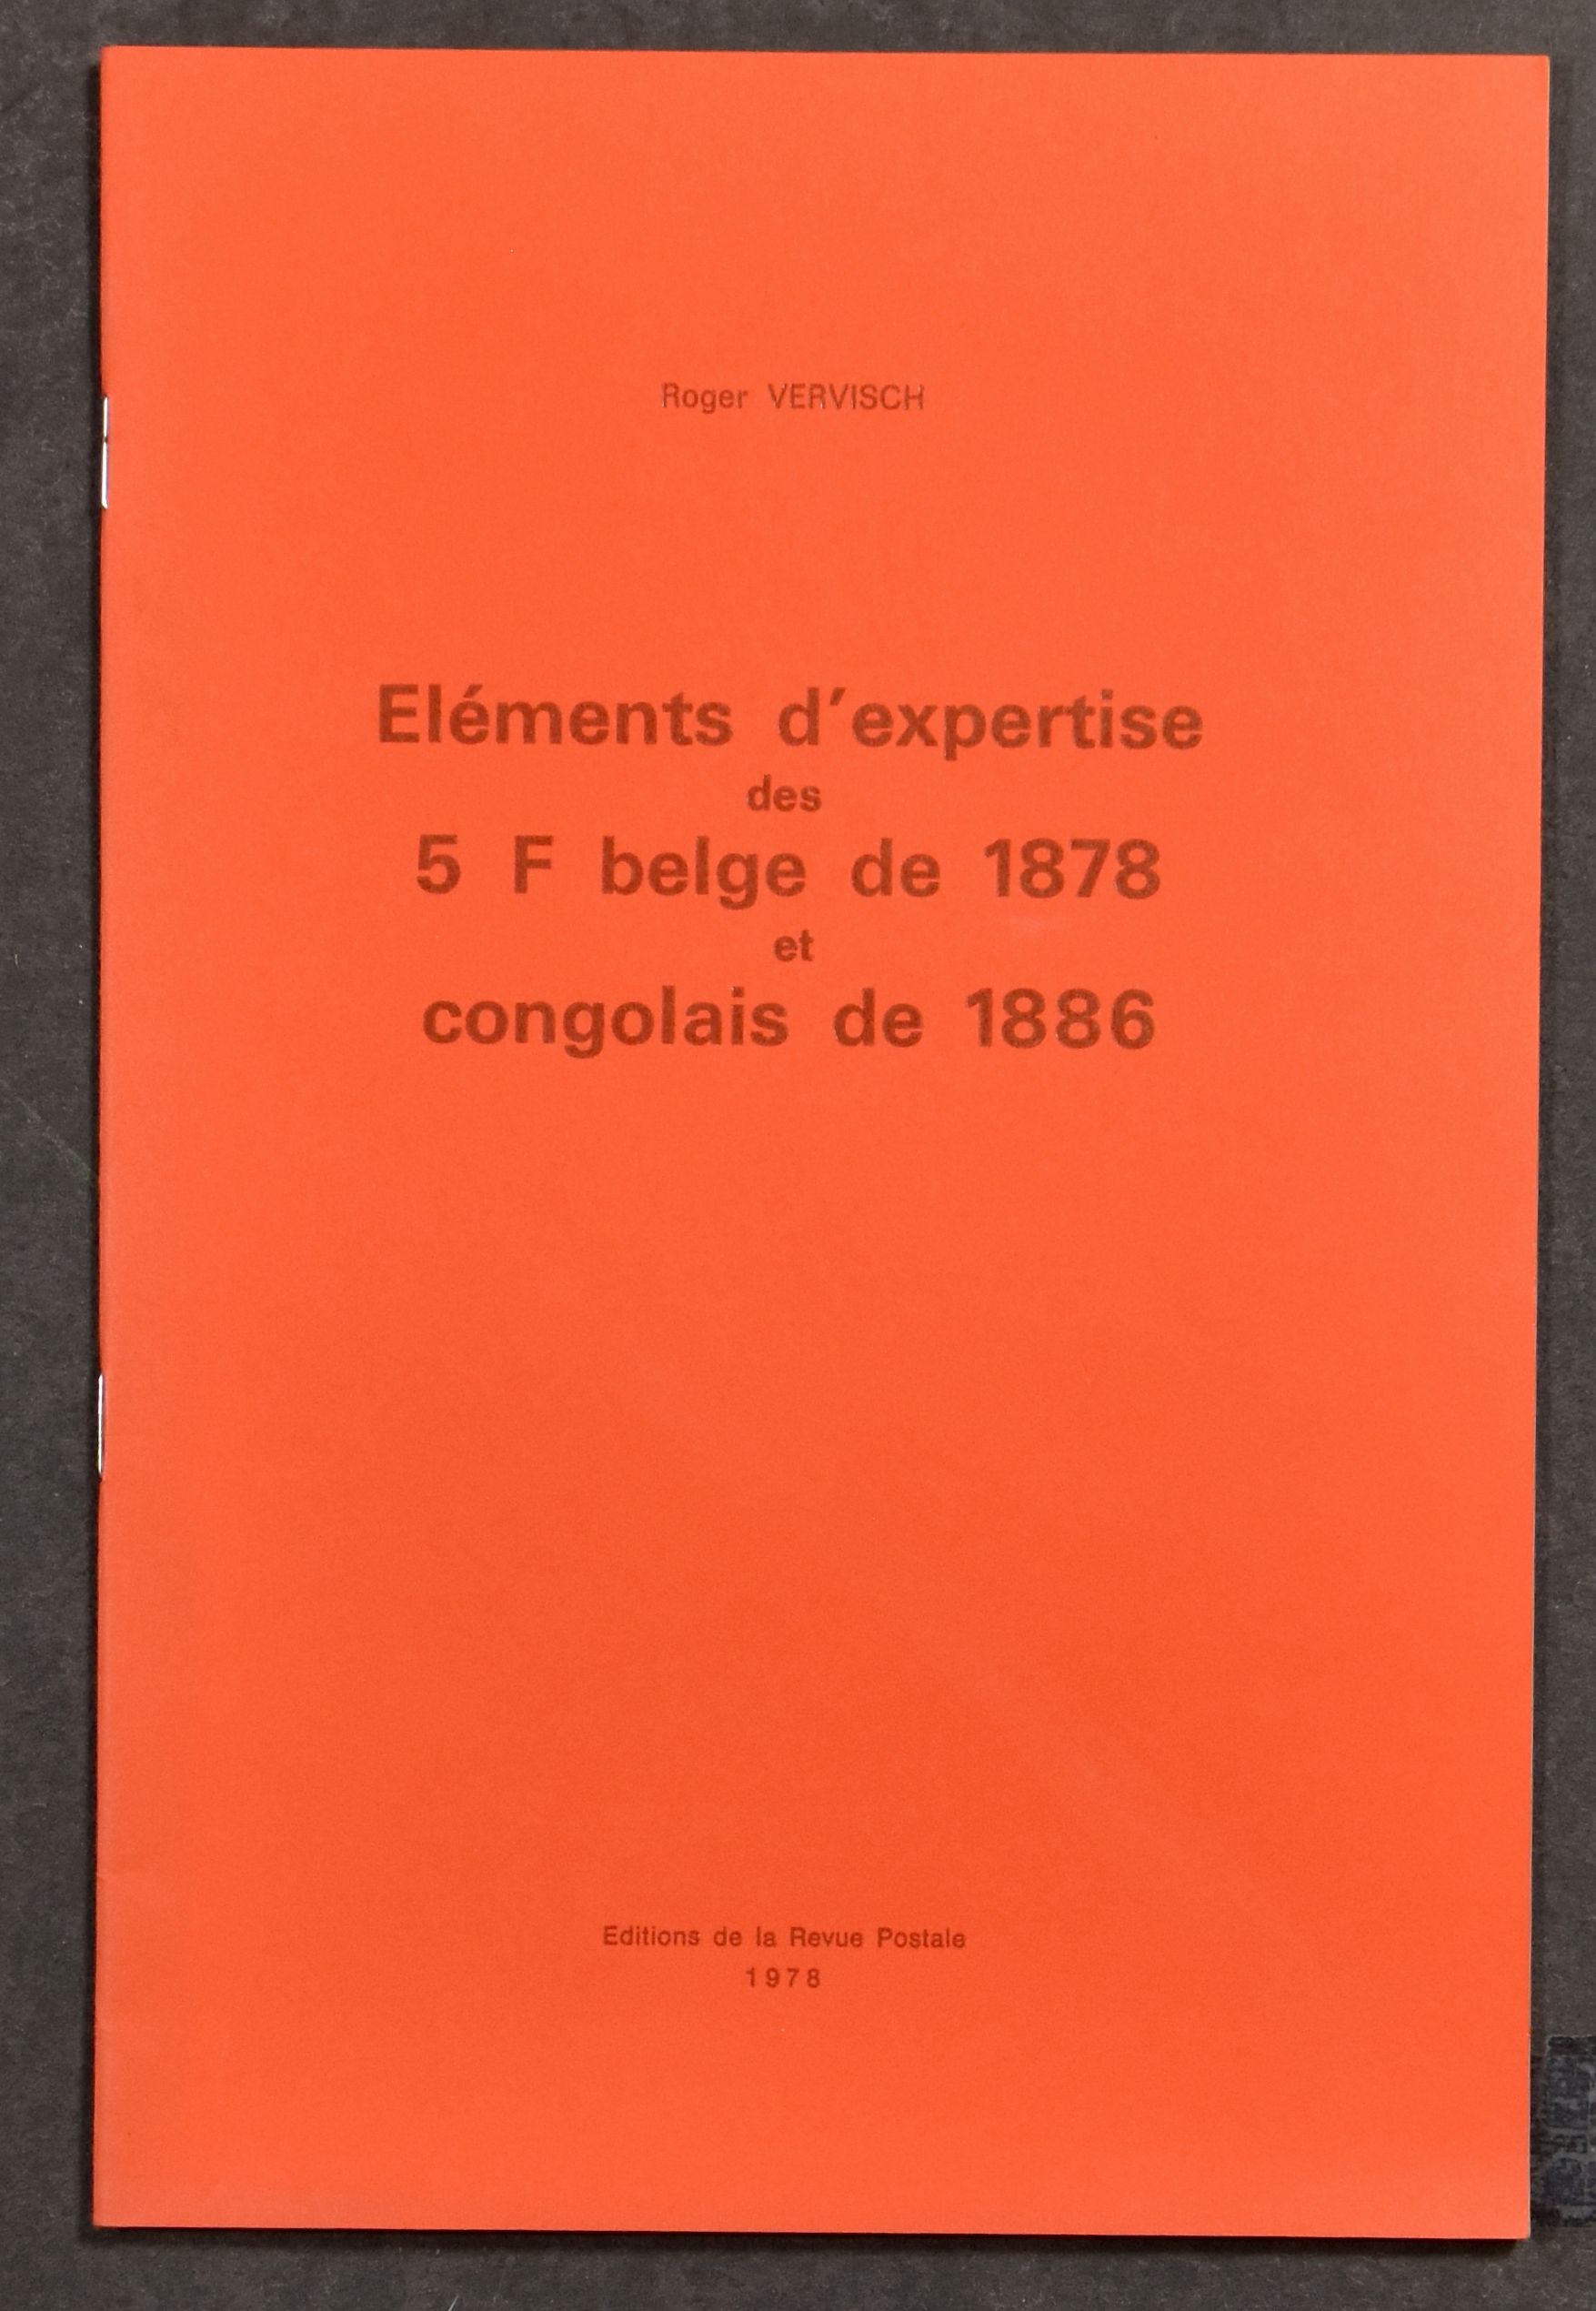 Roger VERVISCH
Eléments d'expertise
des
5 F belge de 1878
et
congolais de 1886
Editions de la Revue Postale
1978